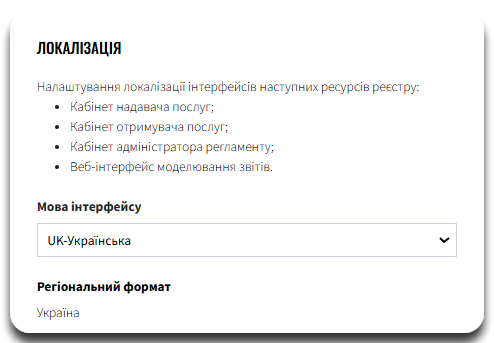 ЛОКАЛІЗАЦІЯ
Налаштування локалізації інтерфейсів наступних ресурсів реєстру:
• Кабінет надавача послуг;
• Кабінет отримувача послуг;
• Кабінет адміністратора регламенту;
• Веб-інтерфейс моделювання звітів.
Мова інтерфейсу
UK-Українська
Регіональний формат
Україна